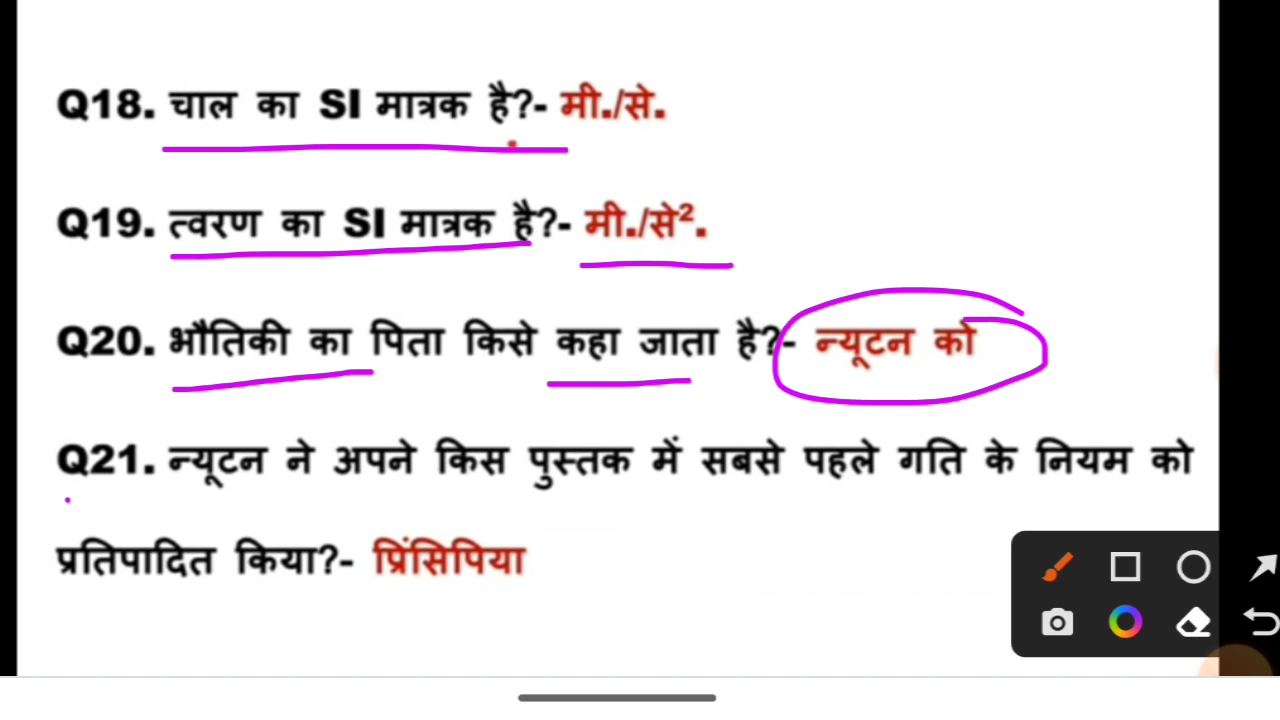 Q18. चाल का SI मात्रक है?- मी./से.
Q19. त्वरण का SI मात्रक है?- मी./से².
Q20. भौतिकी का पिता किसे कहा जाता है?- न्यूटन को
Q21. न्यूटन ने अपने किस पुस्तक में सबसे पहले गति के नियम को
प्रतिपादित किया?- प्रिंसिपिया